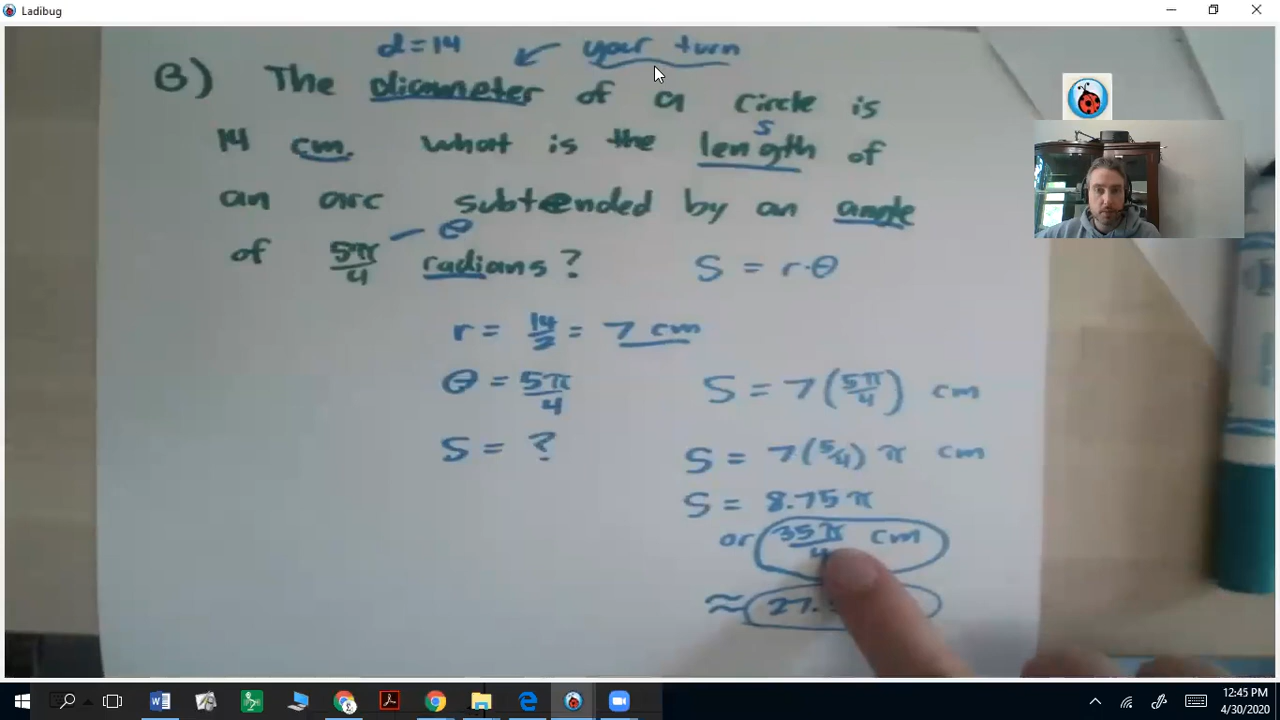 Ladibug
d=14
your turn
B) The diameter of a circle is
14 cm. What is the length of
s
an arc subtended by an angle
of 5π/4 radians?
θ
S = r·θ
r = 14/2 = 7 cm
θ = 5π/4
S = ?
S = 7(5π/4) cm
S = 7(5/4) π cm
S = 8.75 π
or 35π/4 cm
≈ 27.
12:45 PM
4/30/2020